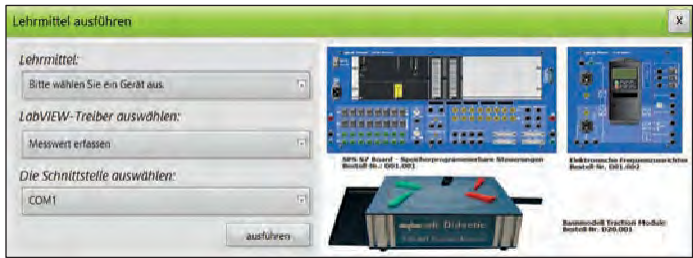 Lehrmittel ausführen
x
Lehrmittel:
Bitte wählen Sie ein Gerät aus
LabVIEW-Treiber auswählen:
Messwert erfassen
Die Schnittstelle auswählen:
COM1
ausführen
SPS-S7 Board - Speicherprogrammierbare Steuerungen
Bestell-Nr.: D01.001
Elektronische Frequenzumrichter
Bestell-Nr. D01.002
Didactic
Traction Module
Bestell-Nr. D20.001